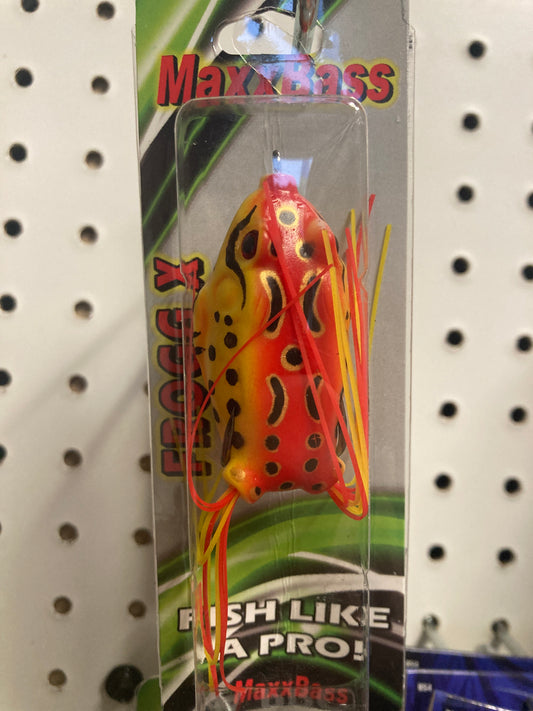 MaxxBass
FROGG X
FISH LIKE
A PRO!
MaxxBass